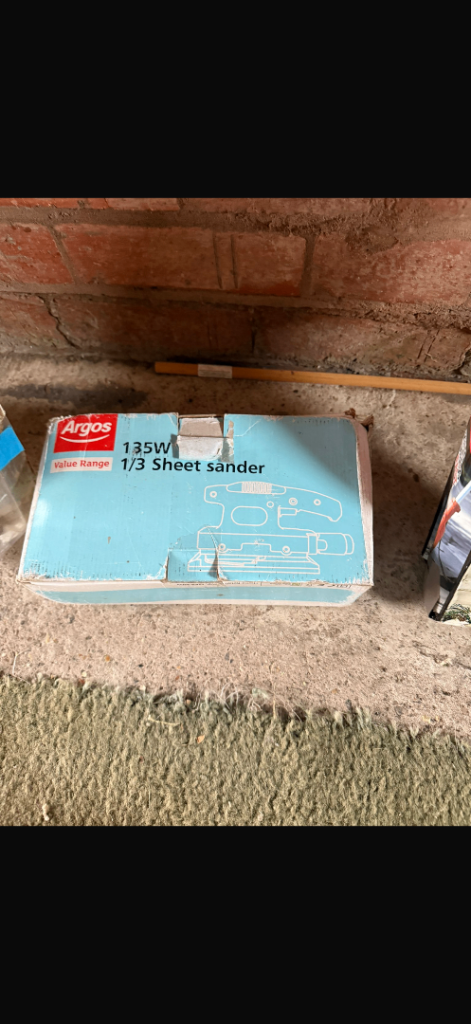 Argos
Value Range
135W
1/3 Sheet sander